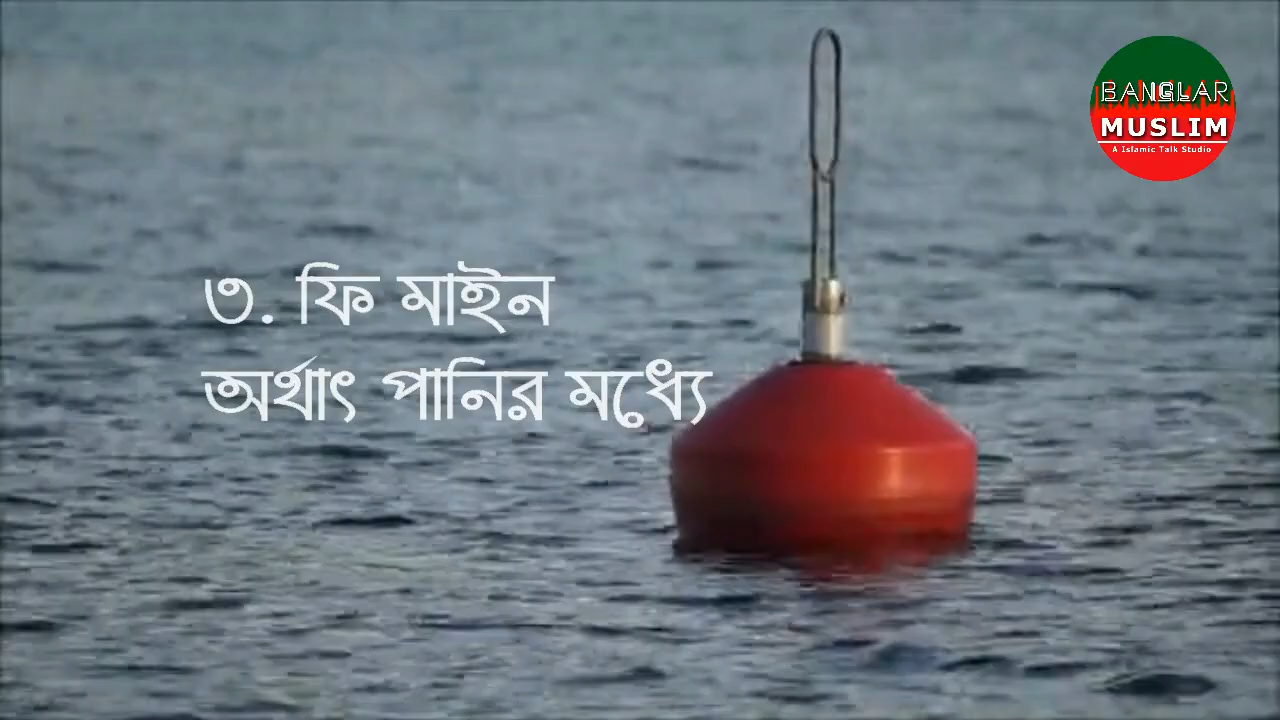 BANGLAR
MUSLIM
A Islamic Talk Studio
৩. ফি মাইন
অর্থাৎ পানির মধ্যে